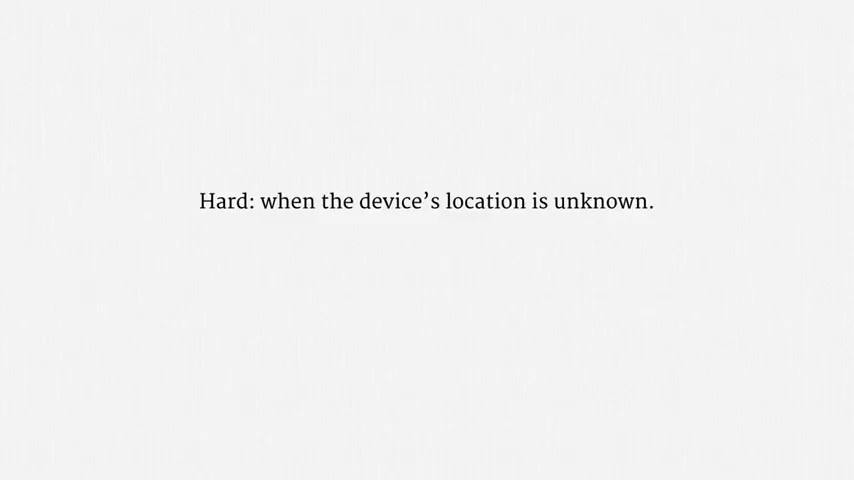 Hard: when the device’s location is unknown.